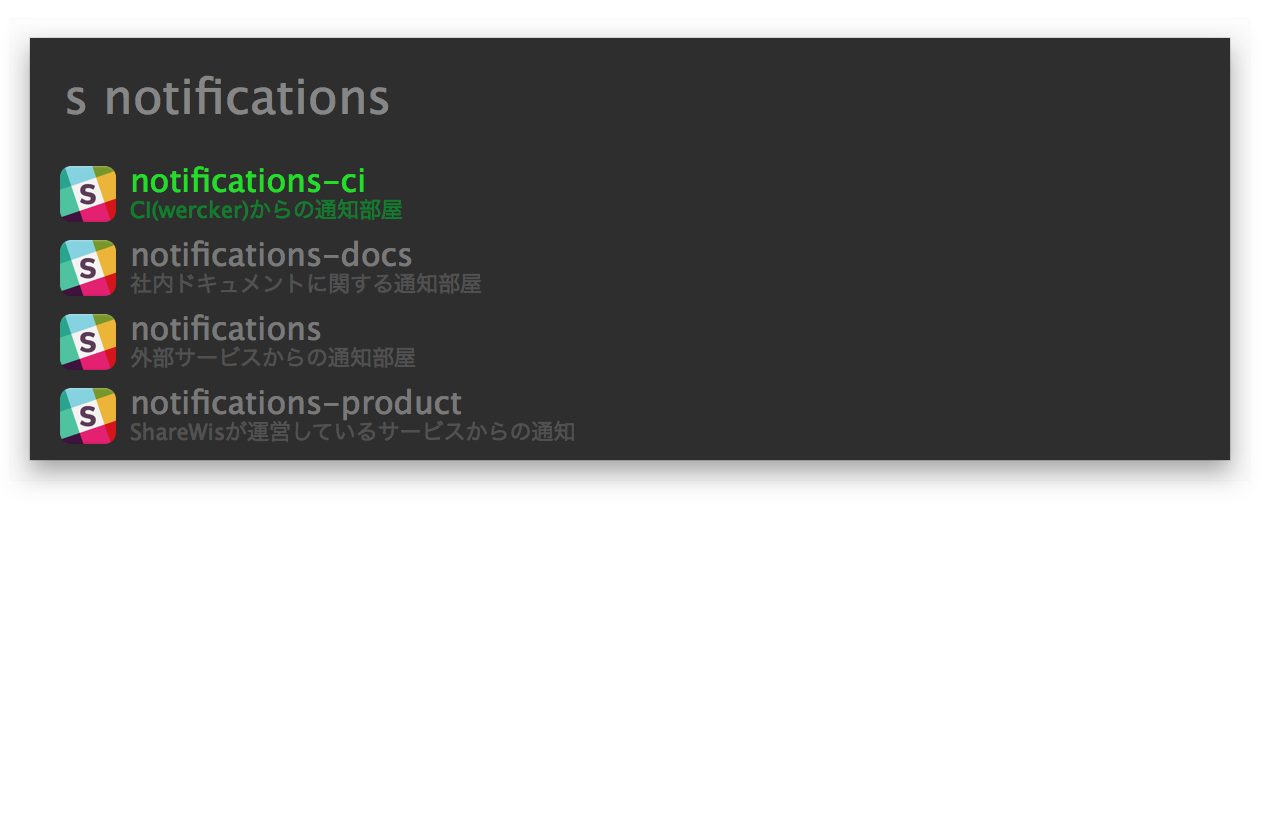 s notifications
S
notifications-ci
CI(wercker)からの通知部屋
S
notifications-docs
社内ドキュメントに関する通知部屋
S
notifications
外部サービスからの通知部屋
S
notifications-product
ShareWisが運営しているサービスからの通知